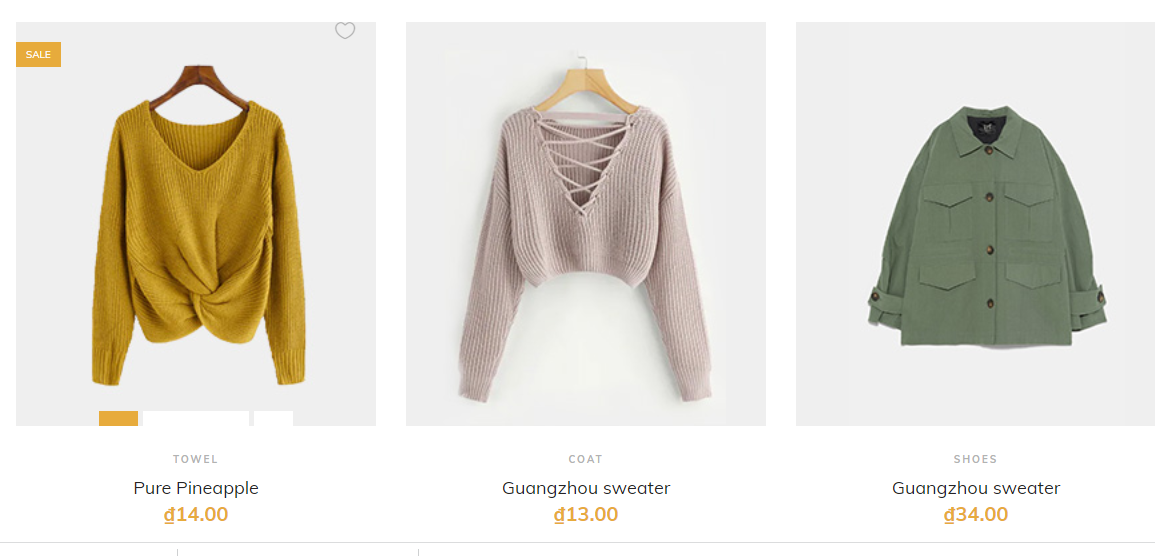 SALE
TOWEL
Pure Pineapple
₫14.00
COAT
Guangzhou sweater
₫13.00
SHOES
Guangzhou sweater
₫34.00